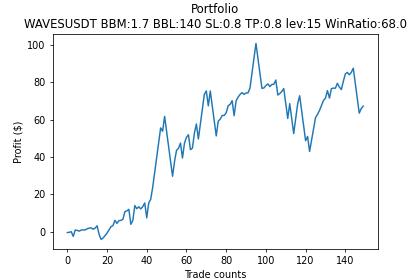 Portfolio
WAVESUSDT BBM:1.7 BBL:140 SL:0.8 TP:0.8 lev:15 WinRatio:68.0
100
80
60
40
20
0
Profit ($)
0 20 40 60 80 100 120 140
Trade counts